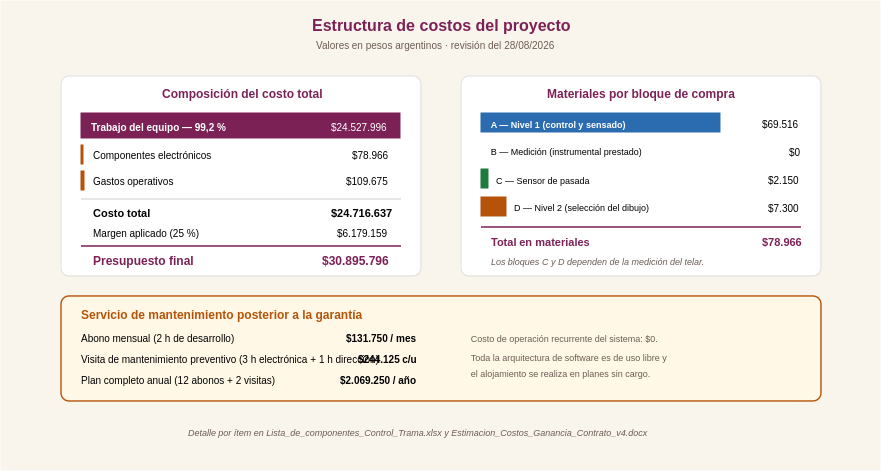 Estructura de costos del proyecto
Valores en pesos argentinos · revisión del 28/08/2026
Composición del costo total
Trabajo del equipo — 99,2 % $24.527.996
Componentes electrónicos $78.966
Gastos operativos $109.675
Costo total $24.716.637
Margen aplicado (25 %) $6.179.159
Presupuesto final $30.895.796
Materiales por bloque de compra
A — Nivel 1 (control y sensado) $69.516
B — Medición (instrumental prestado) $0
C — Sensor de pasada $2.150
D — Nivel 2 (selección del dibujo) $7.300
Total en materiales $78.966
Los bloques C y D dependen de la medición del telar.
Servicio de mantenimiento posterior a la garantía
Abono mensual (2 h de desarrollo) $131.750 / mes
Visita de mantenimiento preventivo (3 h electrónica + 1 h dirección) $244.125 c/u
Plan completo anual (12 abonos + 2 visitas) $2.069.250 / año
Costo de operación recurrente del sistema: $0.
Toda la arquitectura de software es de uso libre y
el alojamiento se realiza en planes sin cargo.
Detalle por ítem en Lista_de_componentes_Control_Trama.xlsx y Estimacion_Costos_Ganancia_Contrato_v4.docx